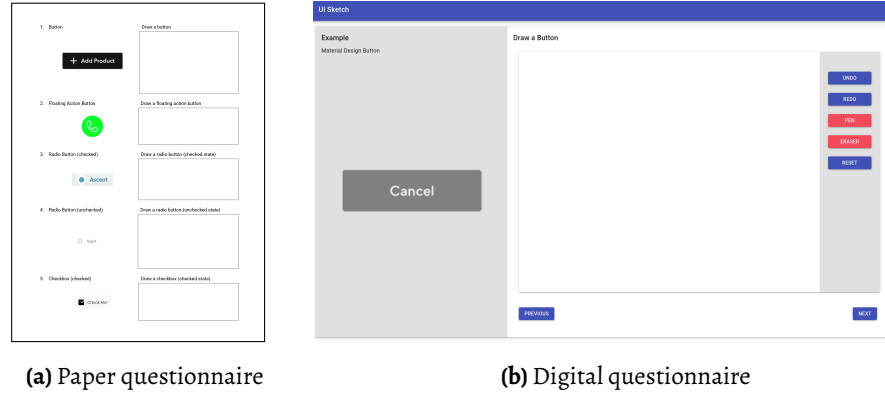 1. Button
Draw a button
+ Add Product
2. Floating Action Button
Draw a floating action button
3. Radio Button (checked)
Draw a radio button (checked state)
Ascent
4. Radio Button (unchecked)
Draw a radio button (unchecked state)
Night
5. Checkbox (checked)
Draw a checkbox (checked state)
Check Me!
(a) Paper questionnaire
UI Sketch
Example
Material Design Button
Cancel
Draw a Button
UNDO
REDO
PEN
ERASER
RESET
PREVIOUS
NEXT
(b) Digital questionnaire